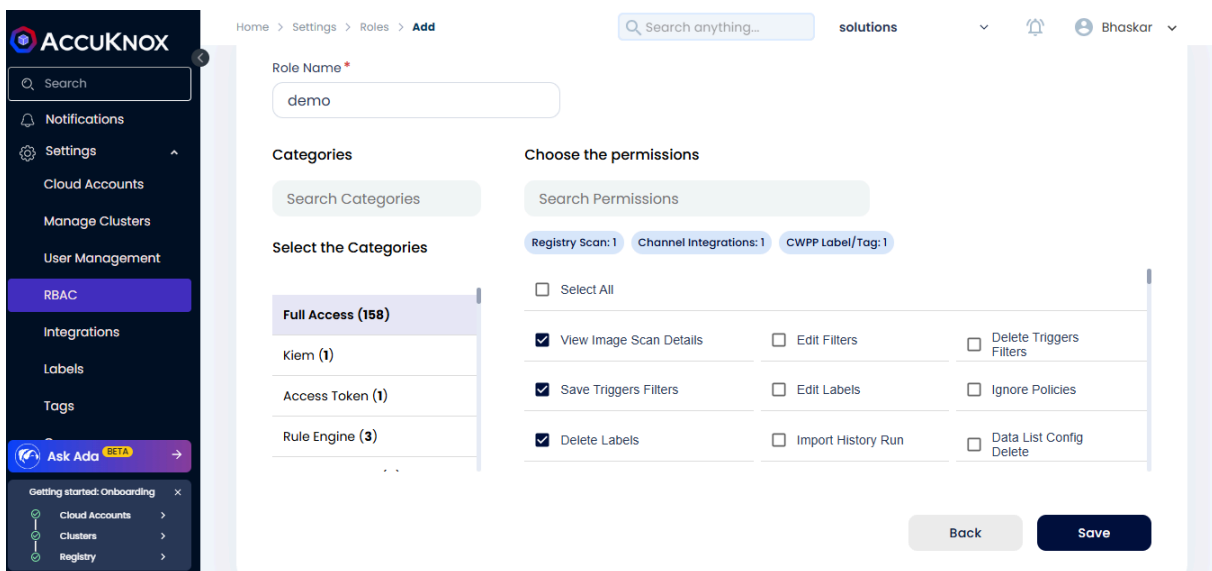 ACCUKNOX
Home > Settings > Roles > Add
Search anything...
solutions
Bhaskar
Search
Notifications
Settings
Cloud Accounts
Manage Clusters
User Management
RBAC
Integrations
Labels
Tags
Ask Ada BETA
Getting started: Onboarding
Cloud Accounts
Clusters
Registry
Role Name*
demo
Categories
Search Categories
Select the Categories
Full Access (158)
Kiem (1)
Access Token (1)
Rule Engine (3)
Choose the permissions
Search Permissions
Registry Scan: 1 Channel Integrations: 1 CWPP Label/Tag: 1
Select All
View Image Scan Details
Edit Filters
Delete Triggers
Filters
Save Triggers Filters
Edit Labels
Ignore Policies
Delete Labels
Import History Run
Data List Config
Delete
Back
Save